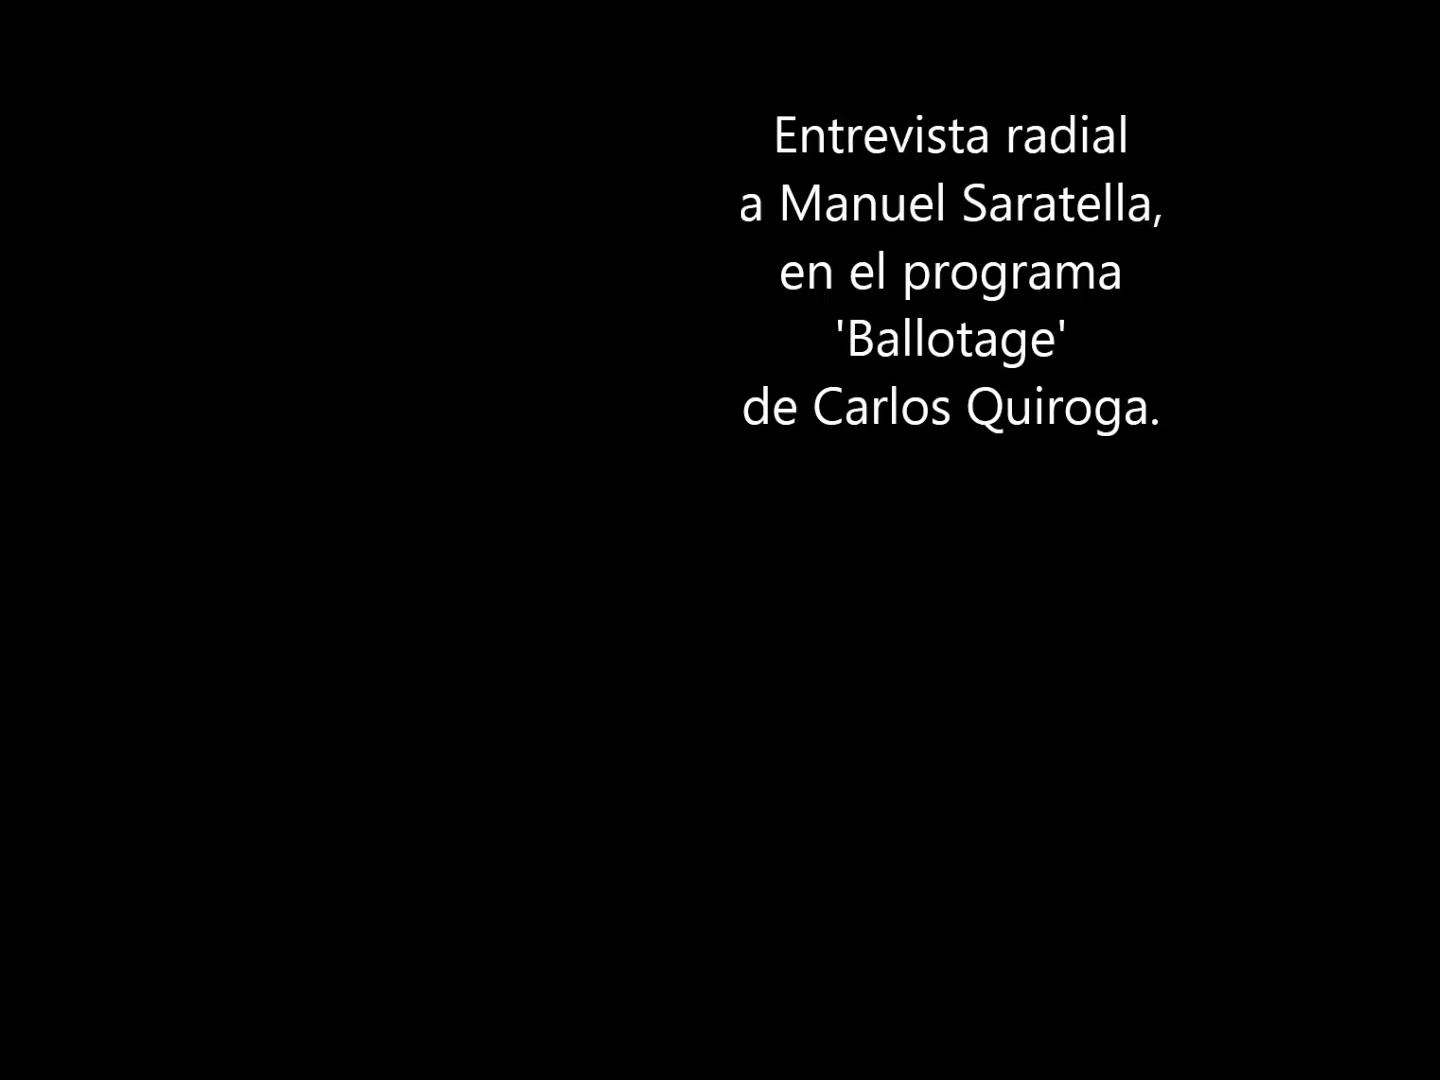 Entrevista radial
a Manuel Saratella,
en el programa
'Ballotage'
de Carlos Quiroga.